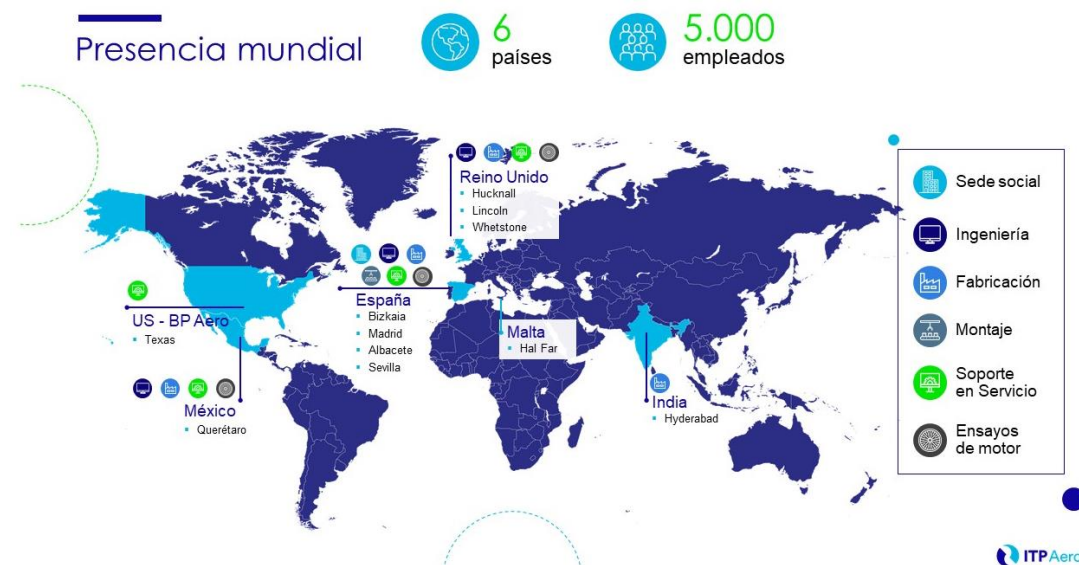 Presencia mundial
6
países
5.000
empleados
Reino Unido
Hucknall
Lincoln
Whetstone
España
Bizkaia
Madrid
Albacete
Sevilla
US - BP Aero
Texas
México
Querétaro
Malta
Hal Far
India
Hyderabad
Sede social
Ingeniería
Fabricación
Montaje
Soporte
en Servicio
Ensayos
de motor
ITP Aero